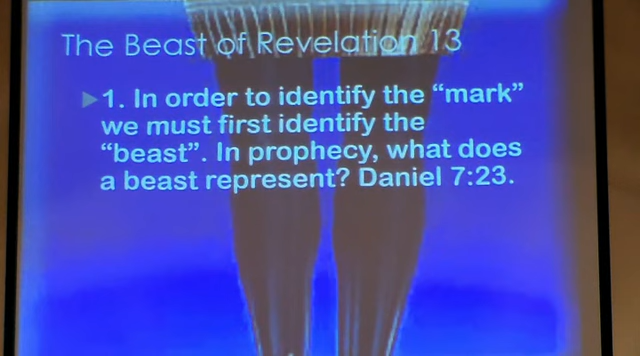 The Beast of Revelation 13
1. In order to identify the “mark”
we must first identify the
“beast”. In prophecy, what does
a beast represent? Daniel 7:23.